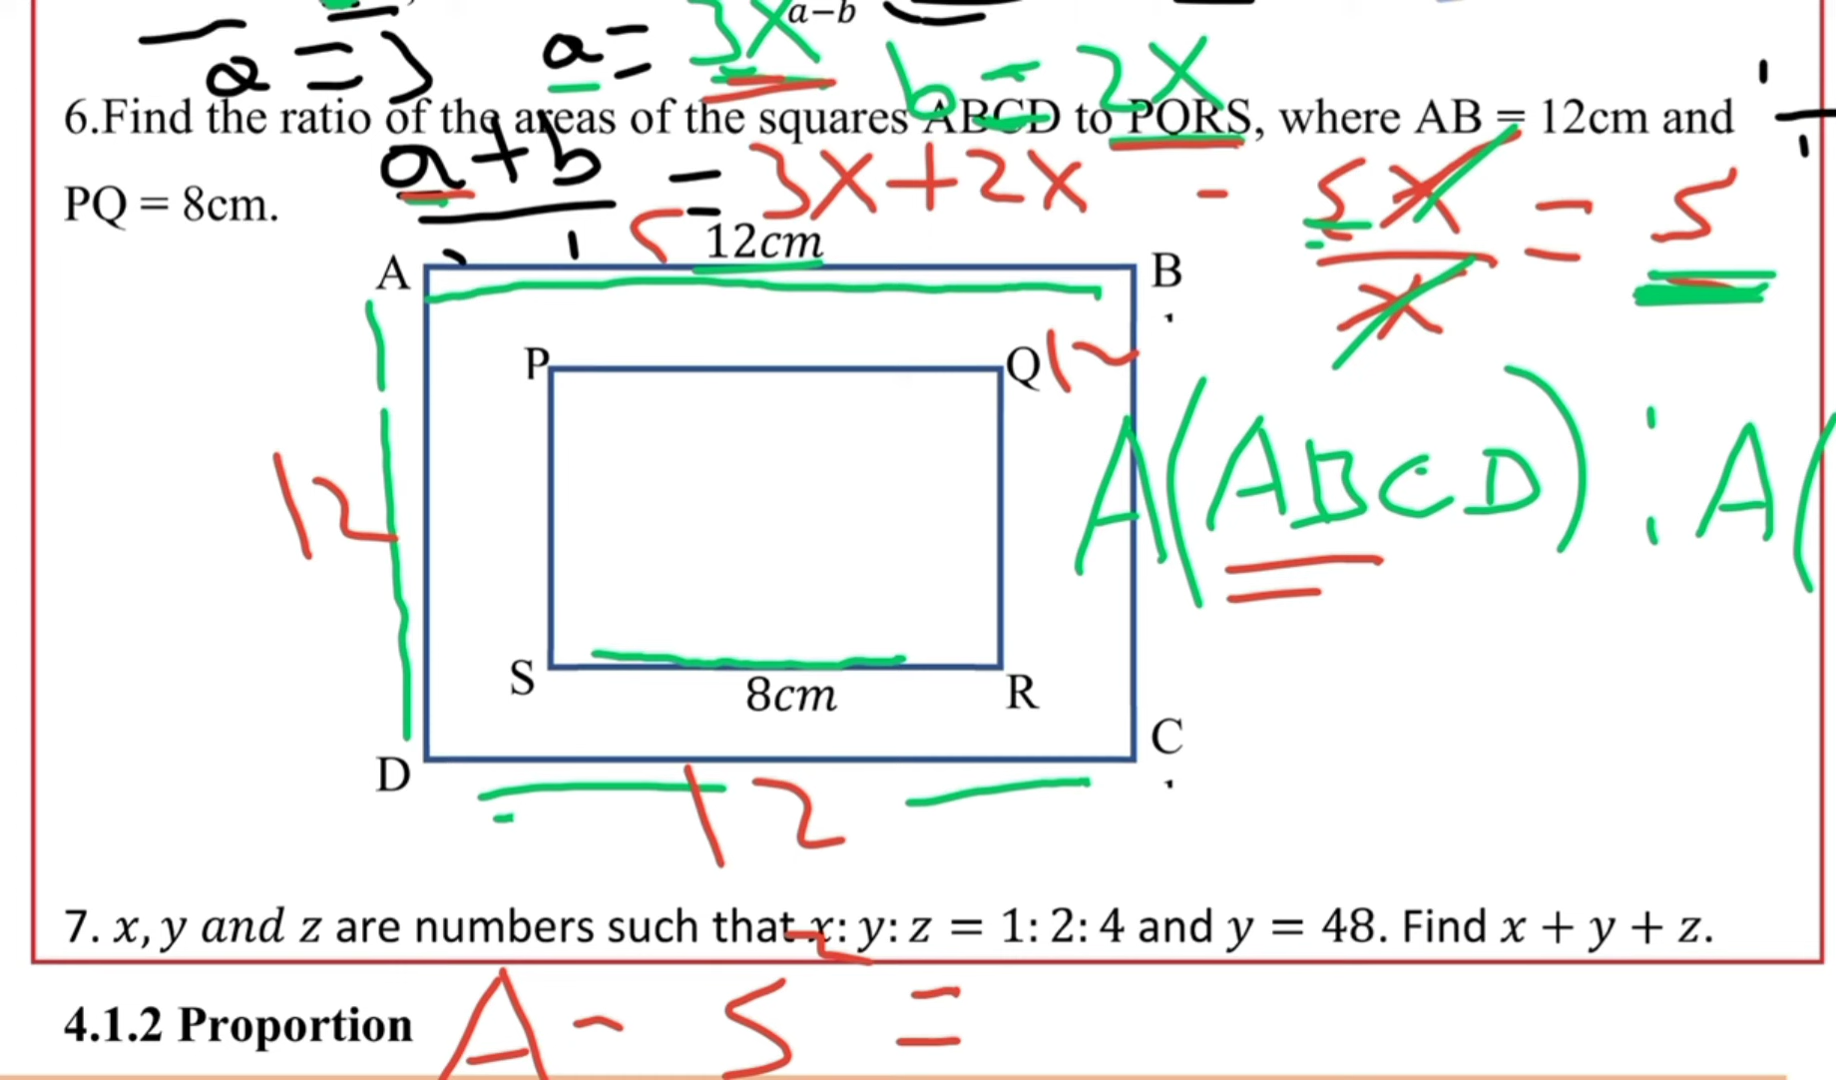 a = 3 a = 3x a−b
b = 2x
6.Find the ratio of the areas of the squares ABCD to PQRS, where AB = 12cm and
a+b = 3x+2x - 5x = 5
x
PQ = 8cm.
12cm
A B
P Q 12
A(ABCD) : A(
12
S R
8cm
C
D
12
7. x, y and z are numbers such that x: y: z = 1: 2: 4 and y = 48. Find x + y + z.
4.1.2 Proportion A - S =